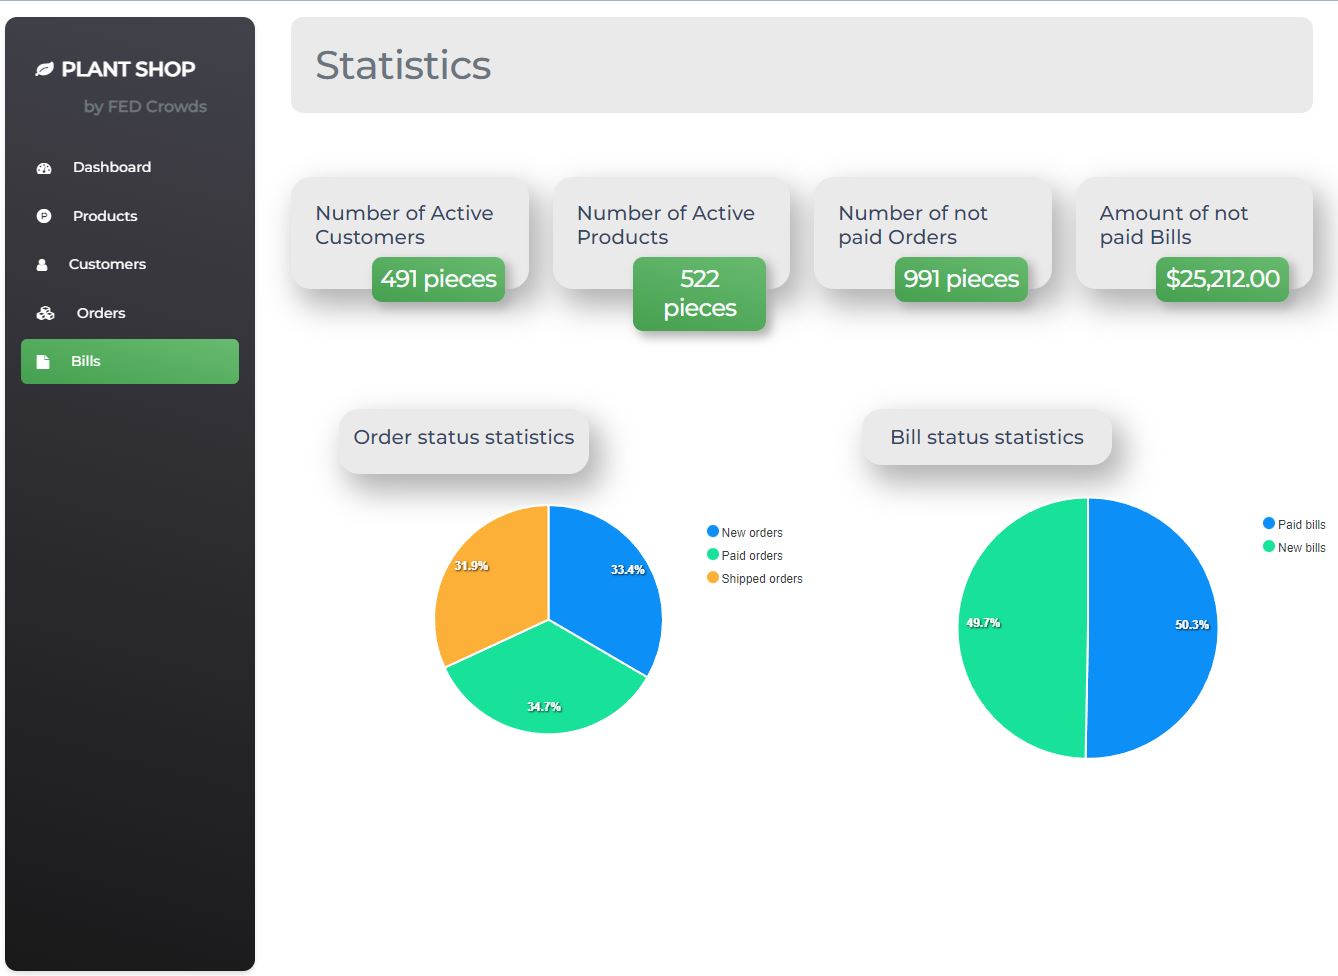 PLANT SHOP
by FED Crowds
Dashboard
Products
Customers
Orders
Bills
Statistics
Number of Active
Customers
491 pieces
Number of Active
Products
522
pieces
Number of not
paid Orders
991 pieces
Amount of not
paid Bills
$25,212.00
Order status statistics
31.9%
33.4%
34.7%
New orders
Paid orders
Shipped orders
Bill status statistics
49.7%
50.3%
Paid bills
New bills